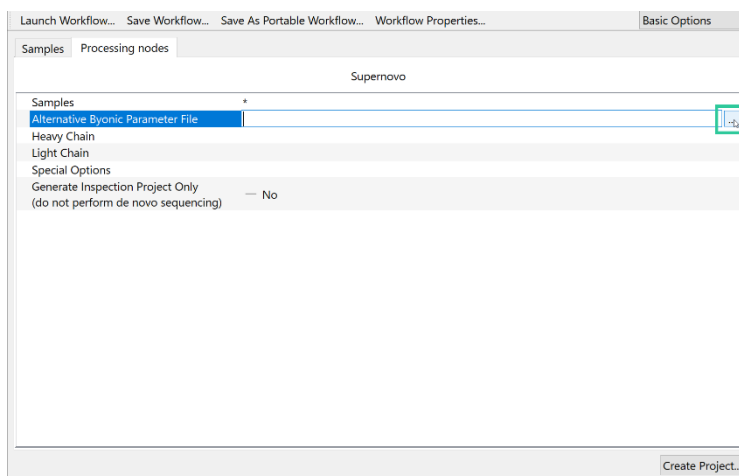 Launch Workflow... Save Workflow... Save As Portable Workflow... Workflow Properties... Basic Options
Samples Processing nodes
Supernovo
Samples *
Alternative Byonic Parameter File ...
Heavy Chain
Light Chain
Special Options
Generate Inspection Project Only
(do not perform de novo sequencing) — No
Create Project...